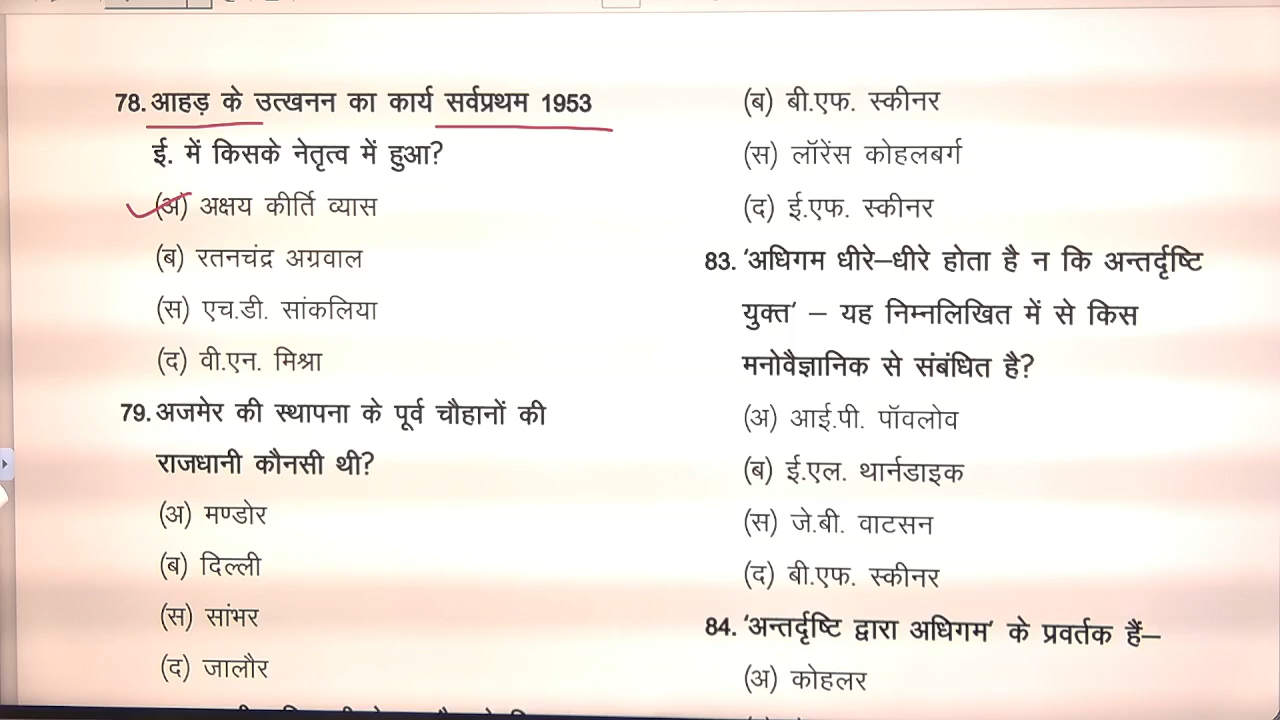 78. आहड़ के उत्खनन का कार्य सर्वप्रथम 1953
ई. में किसके नेतृत्व में हुआ?
(अ) अक्षय कीर्ति व्यास
(ब) रतनचंद्र अग्रवाल
(स) एच.डी. सांकलिया
(द) वी.एन. मिश्रा
79. अजमेर की स्थापना के पूर्व चौहानों की
राजधानी कौनसी थी?
(अ) मण्डोर
(ब) दिल्ली
(स) सांभर
(द) जालौर
(ब) बी.एफ. स्कीनर
(स) लॉरेंस कोहलबर्ग
(द) ई.एफ. स्कीनर
83. 'अधिगम धीरे–धीरे होता है न कि अन्तर्दृष्टि
युक्त' – यह निम्नलिखित में से किस
मनोवैज्ञानिक से संबंधित है?
(अ) आई.पी. पॉवलोव
(ब) ई.एल. थार्नडाइक
(स) जे.बी. वाटसन
(द) बी.एफ. स्कीनर
84. 'अन्तर्दृष्टि द्वारा अधिगम' के प्रवर्तक हैं–
(अ) कोहलर